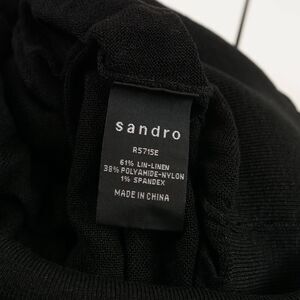 sandro
R5715E
61% LIN-LINEN
38% POLYAMIDE-NYLON
1% SPANDEX
MADE IN CHINA